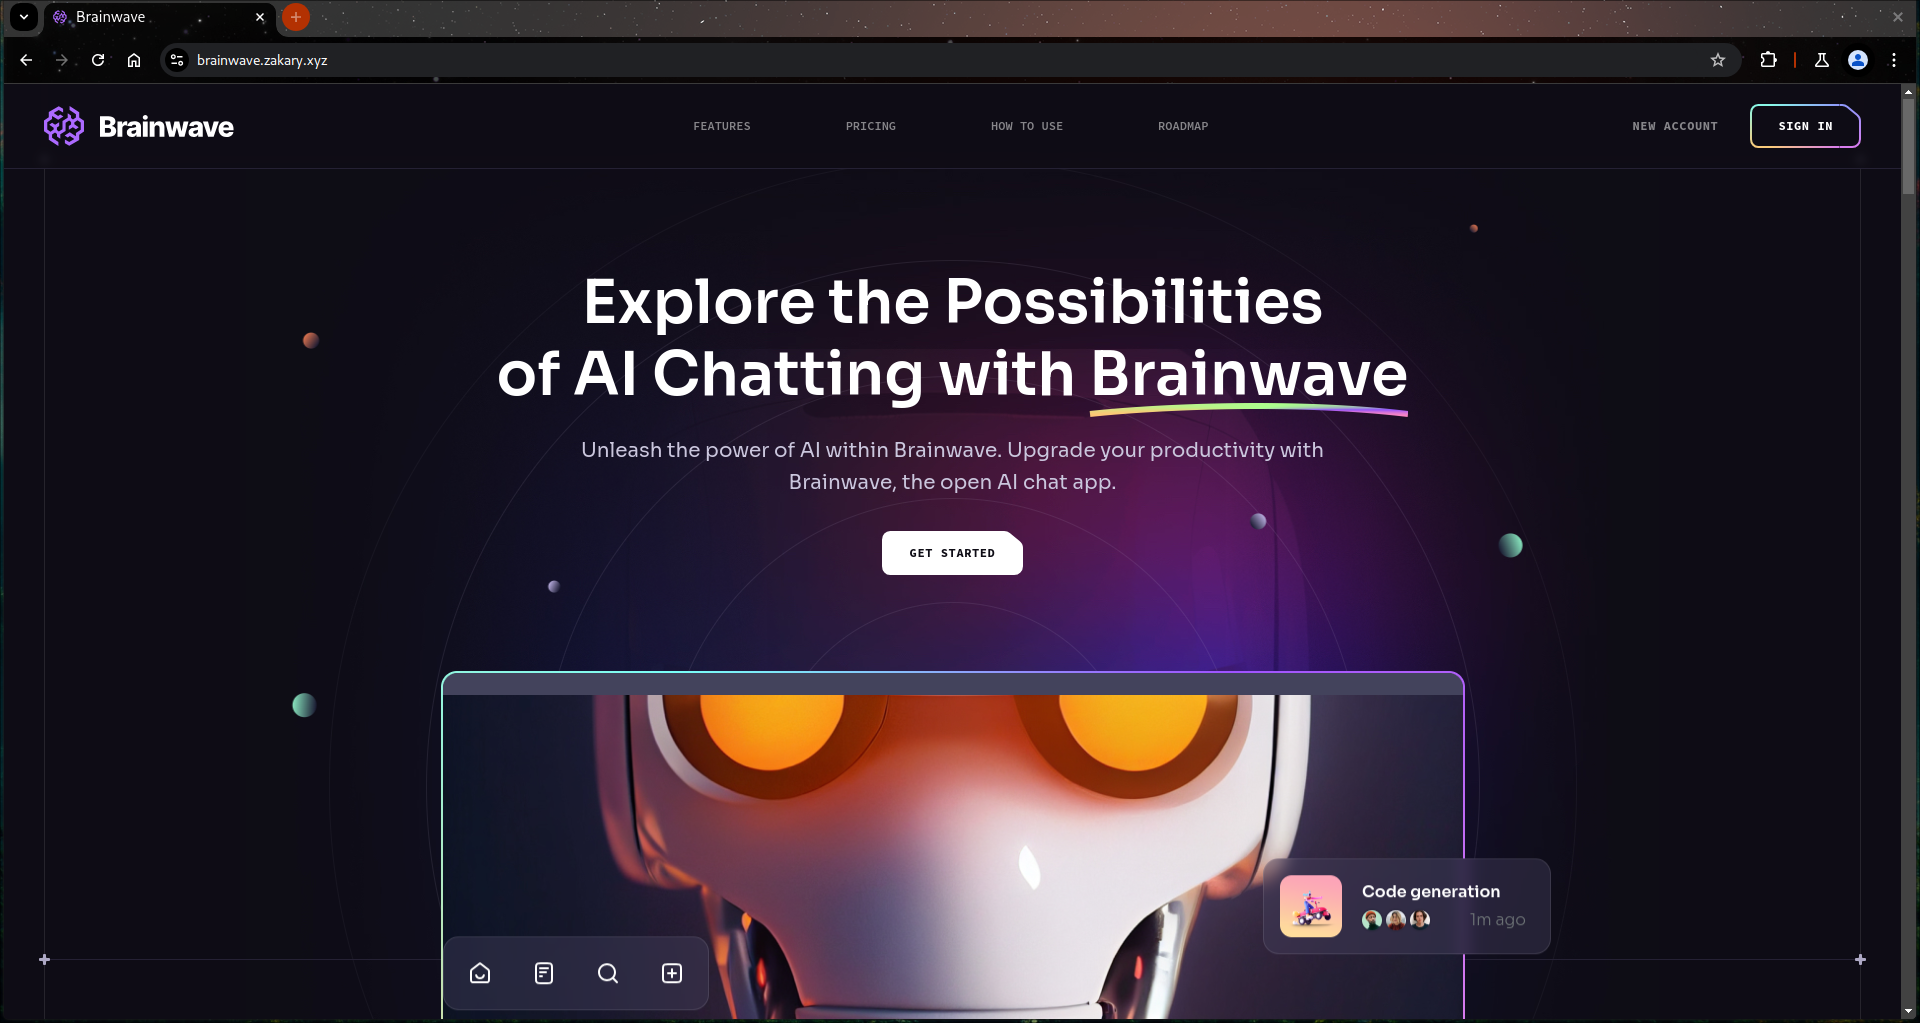 Brainwave
brainwave.zakary.xyz
Brainwave
FEATURES
PRICING
HOW TO USE
ROADMAP
NEW ACCOUNT
SIGN IN
Explore the Possibilities
of AI Chatting with Brainwave
Unleash the power of AI within Brainwave. Upgrade your productivity with
Brainwave, the open AI chat app.
GET STARTED
Code generation
1m ago